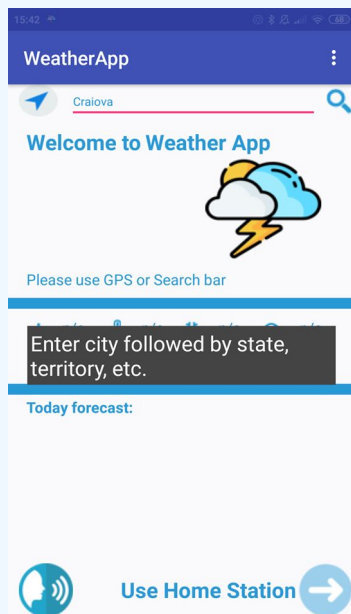 15:42
68
WeatherApp
Craiova
Welcome to Weather App
Please use GPS or Search bar
Enter city followed by state,
territory, etc.
Today forecast:
Use Home Station